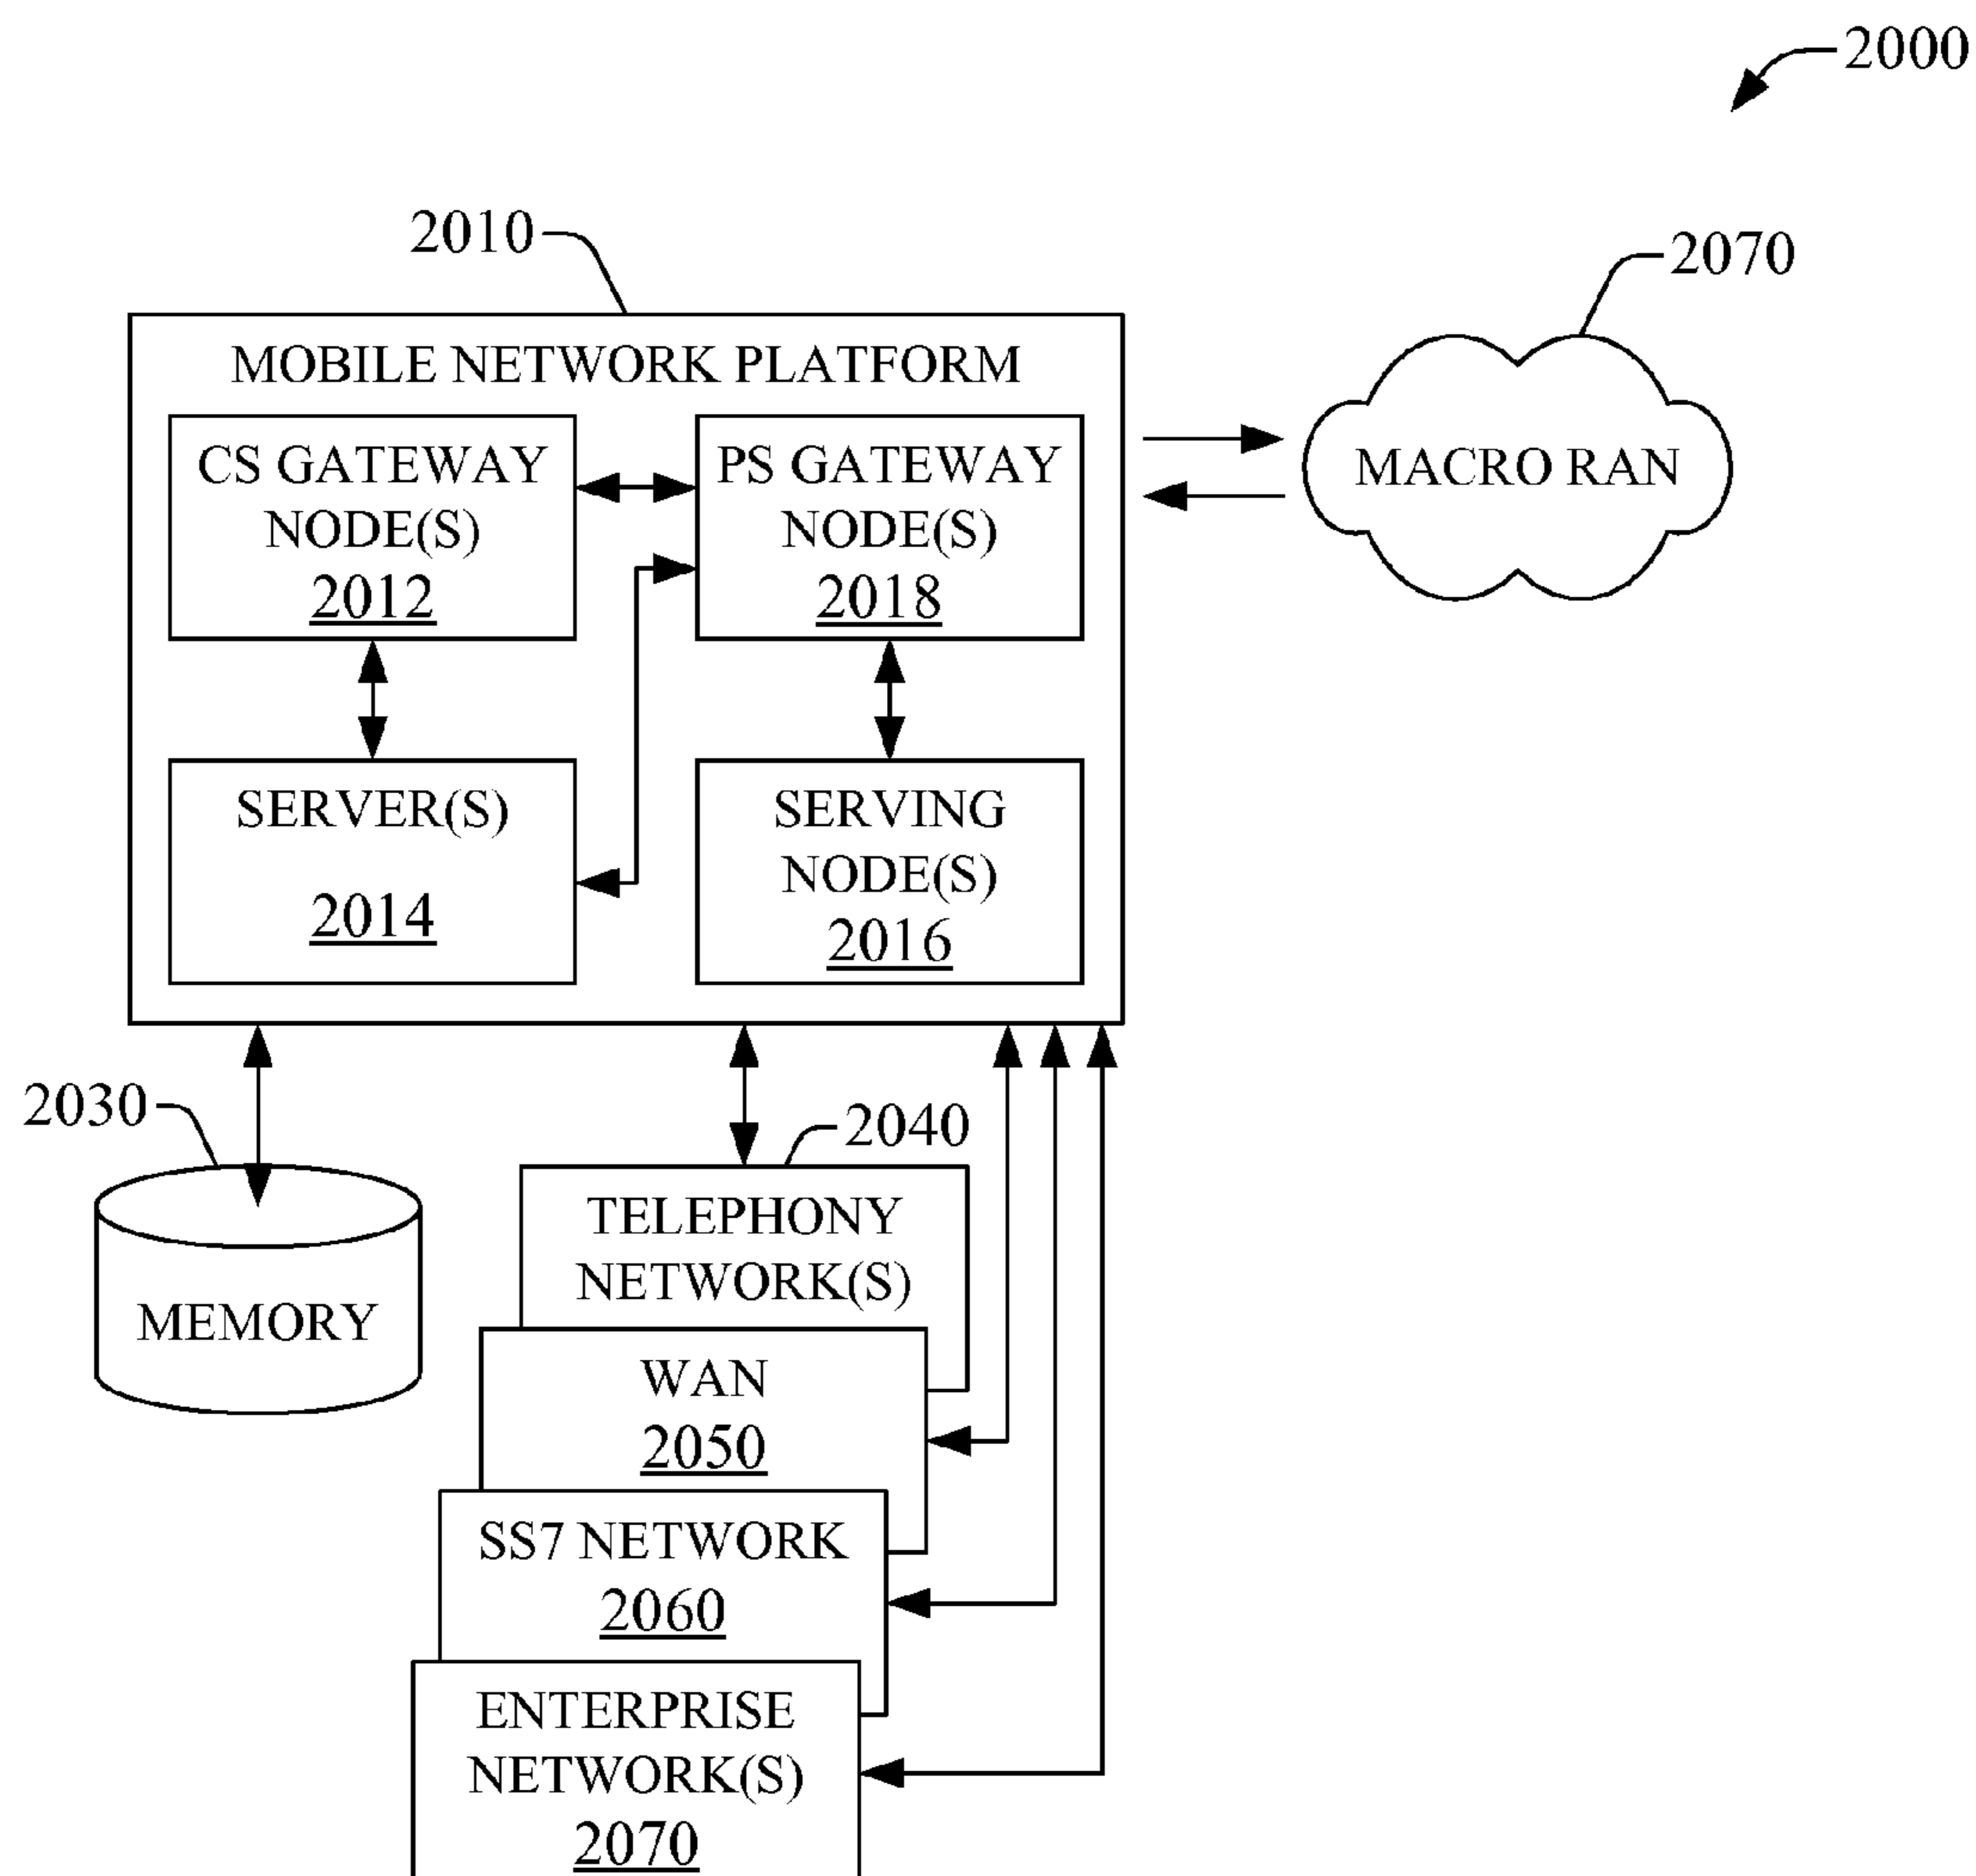 2000
2010
2070
MOBILE NETWORK PLATFORM
CS GATEWAY
NODE(S)
2012
PS GATEWAY
NODE(S)
2018
MACRO RAN
SERVER(S)
2014
SERVING
NODE(S)
2016
2030
2040
MEMORY
TELEPHONY
NETWORK(S)
WAN
2050
SS7 NETWORK
2060
ENTERPRISE
NETWORK(S)
2070